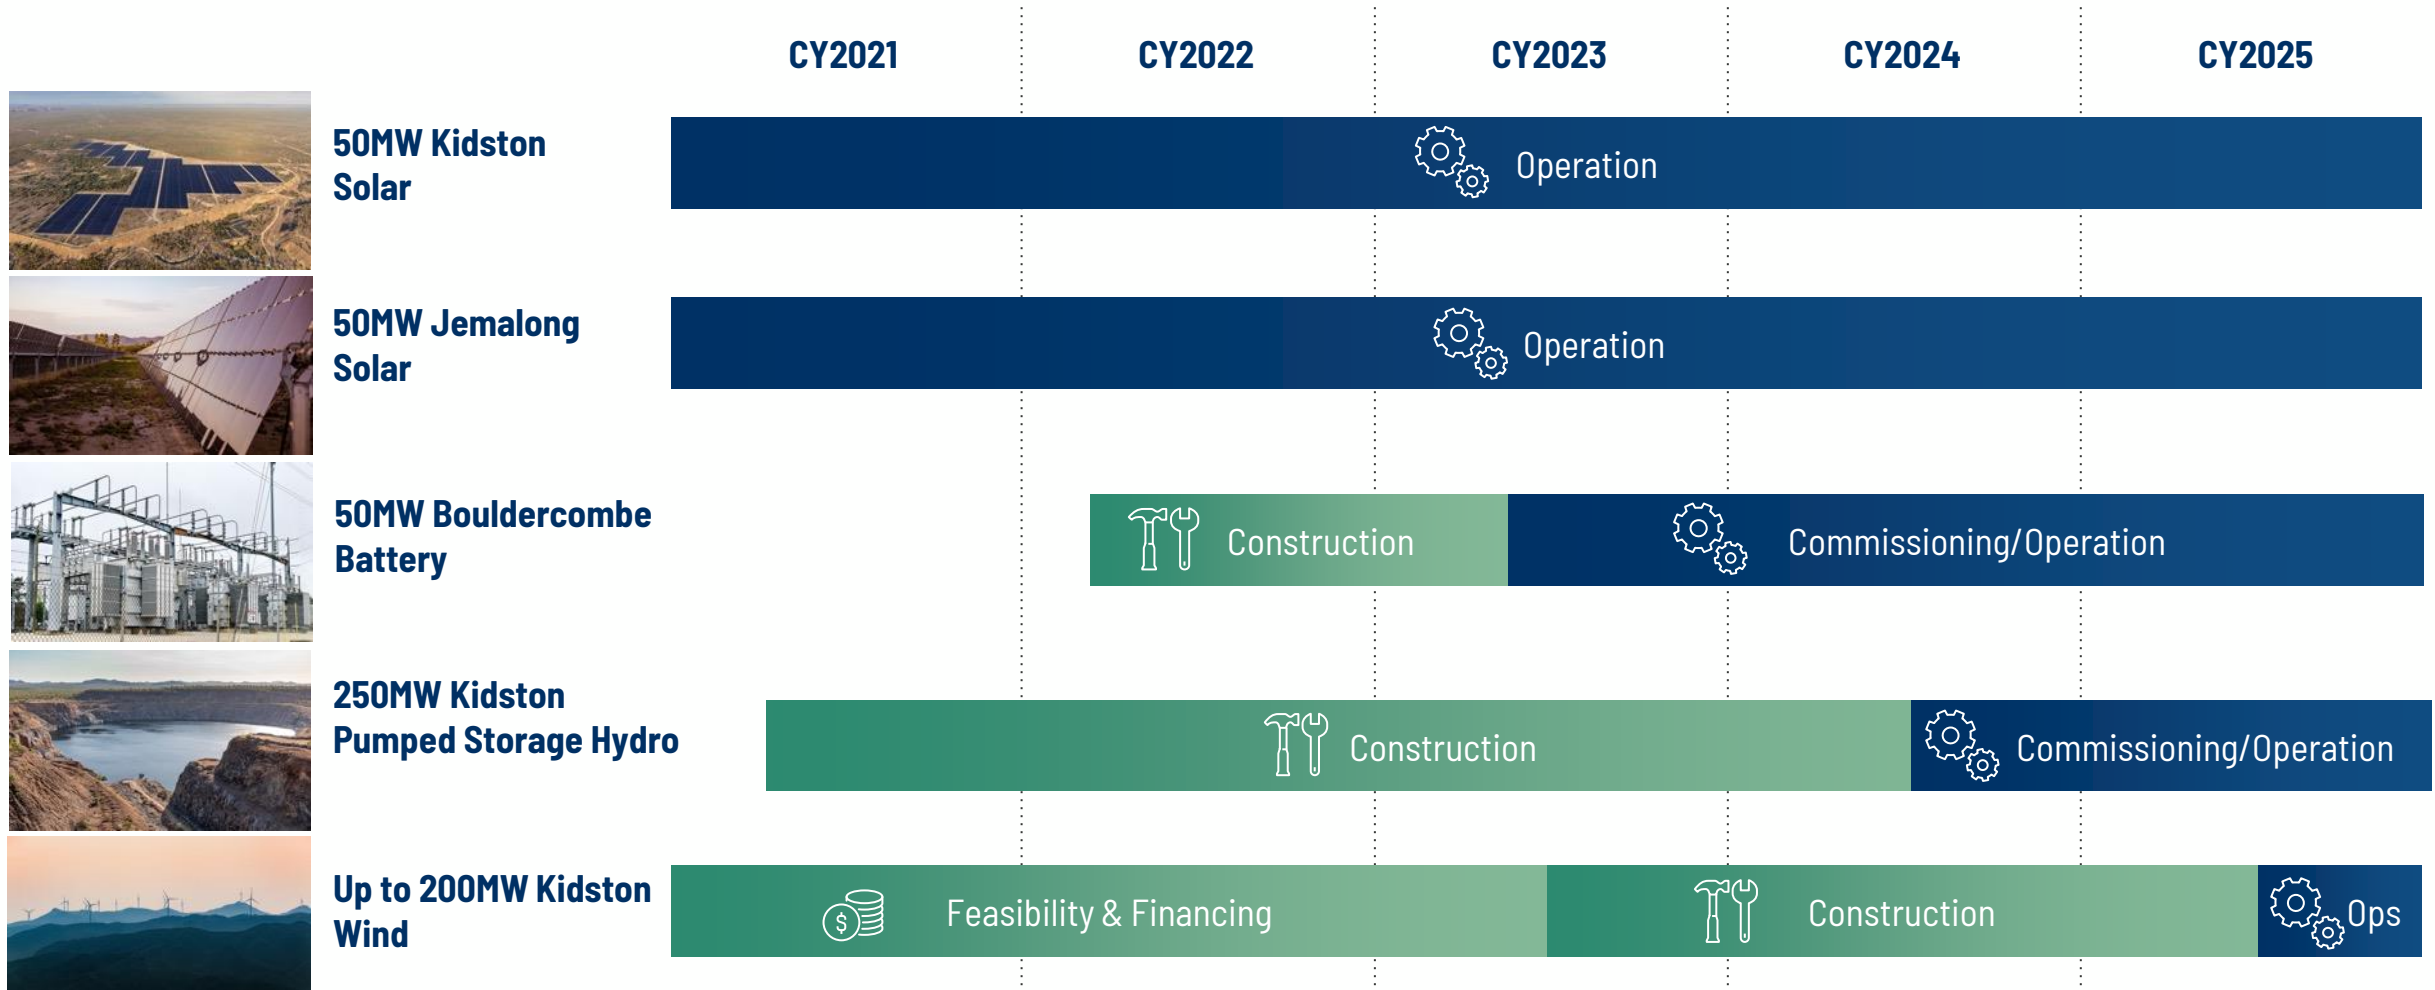 CY2021 CY2022 CY2023 CY2024 CY2025
50MW Kidston
Solar
Operation
50MW Jemalong
Solar
Operation
50MW Bouldercombe
Battery
Construction
Commissioning/Operation
250MW Kidston
Pumped Storage Hydro
Construction
Commissioning/Operation
Up to 200MW Kidston
Wind
$
Feasibility & Financing
Construction
Ops